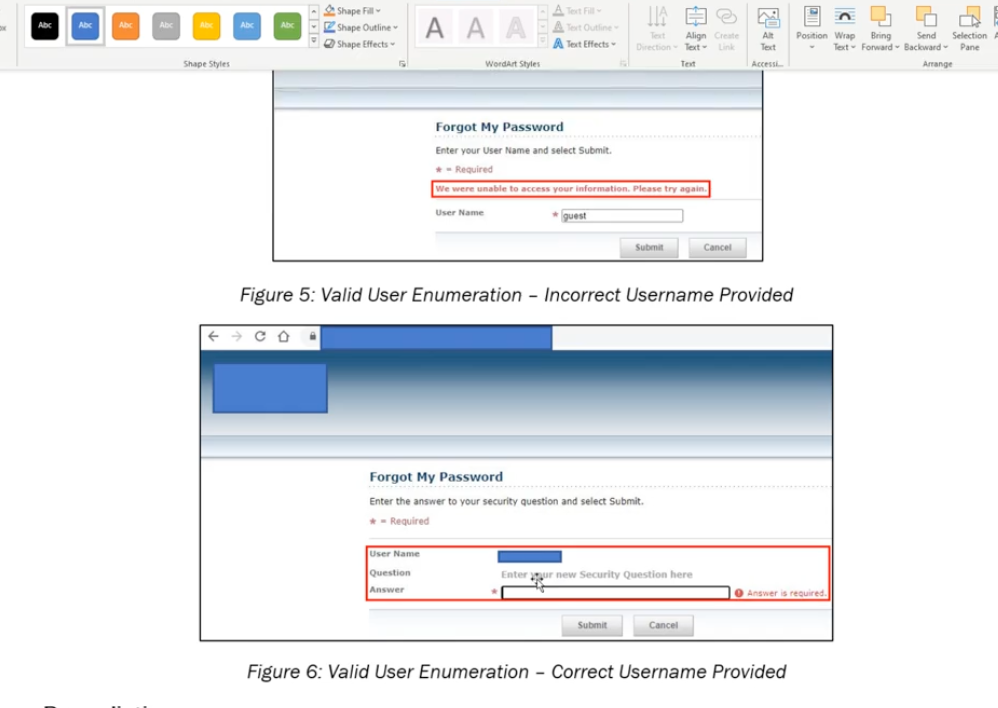 Abc Abc Abc Abc Abc Abc Abc
Shape Fill
Shape Outline
Shape Effects
A A A
Text Fill
Text Outline
Text Effects
Text Direction
Align Text
Create Link
Alt Text
Position
Wrap Text
Bring Forward
Send Backward
Selection Pane
Shape Styles
WordArt Styles
Text
Accessi...
Arrange
Forgot My Password
Enter your User Name and select Submit.
* = Required
We were unable to access your information. Please try again.
User Name * guest
Submit Cancel
Figure 5: Valid User Enumeration – Incorrect Username Provided
Forgot My Password
Enter the answer to your security question and select Submit.
* = Required
User Name
Question Enter your new Security Question here
Answer * Answer is required.
Submit Cancel
Figure 6: Valid User Enumeration – Correct Username Provided